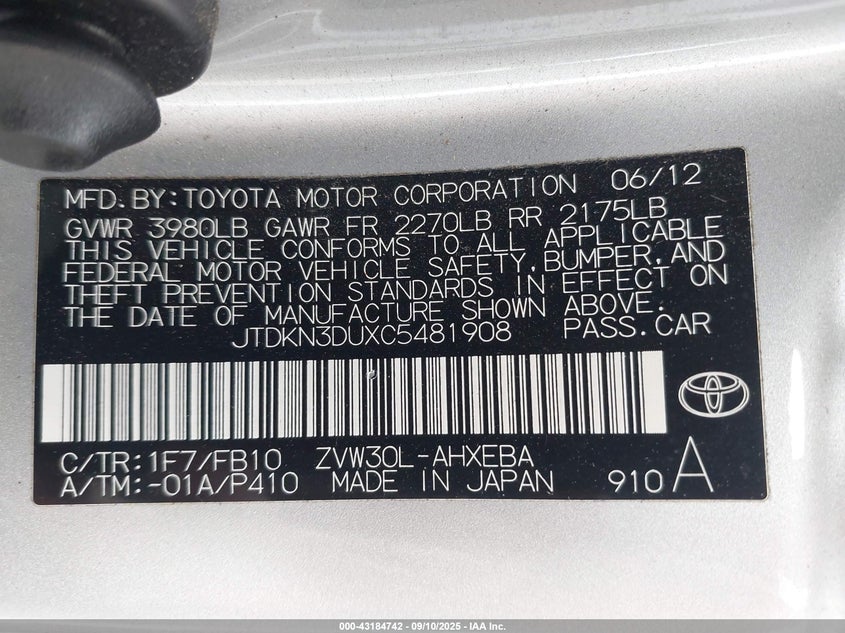 MFD. BY: TOYOTA MOTOR CORPORATION 06/12
GVWR 3980LB GAWR FR 2270LB RR 2175LB
THIS VEHICLE CONFORMS TO ALL APPLICABLE
FEDERAL MOTOR VEHICLE SAFETY, BUMPER, AND
THEFT PREVENTION STANDARDS IN EFFECT ON
THE DATE OF MANUFACTURE SHOWN ABOVE.
JTDKN3DUXC5481908 PASS. CAR
C/TR: 1F7/FB10 ZVW30L-AHXEBA
A/TM: -01A/P410 MADE IN JAPAN 910 A
000-43184742 — 09/10/2025 — IAA Inc.